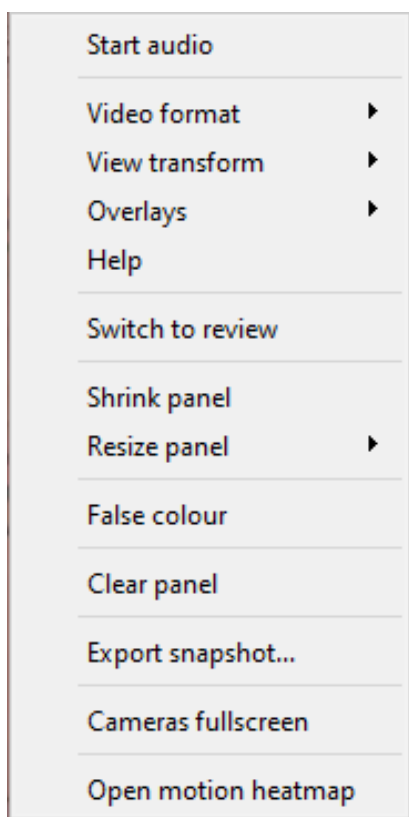 Start audio
Video format
View transform
Overlays
Help
Switch to review
Shrink panel
Resize panel
False colour
Clear panel
Export snapshot...
Cameras fullscreen
Open motion heatmap